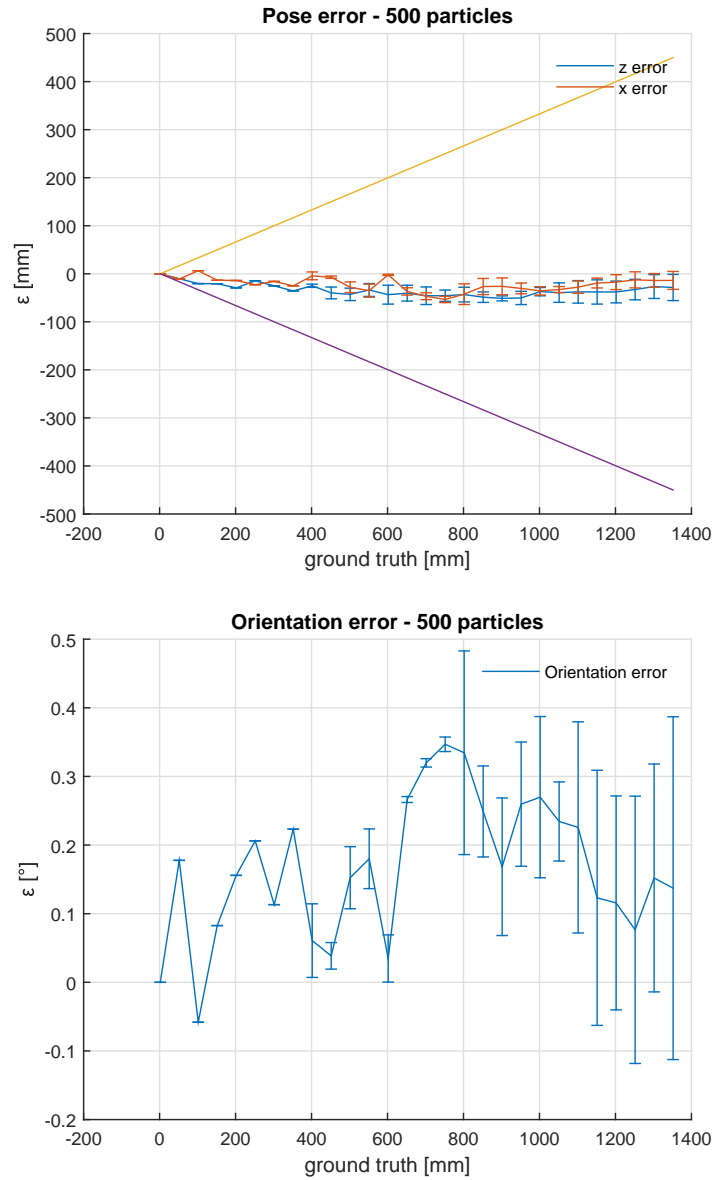 Pose error - 500 particles
500
400
300
200
100
0
-100
-200
-300
-400
-500
ε [mm]
z error
x error
-200 0 200 400 600 800 1000 1200 1400
ground truth [mm]
Orientation error - 500 particles
0.5
0.4
0.3
0.2
0.1
0
-0.1
-0.2
ε [°]
Orientation error
-200 0 200 400 600 800 1000 1200 1400
ground truth [mm]